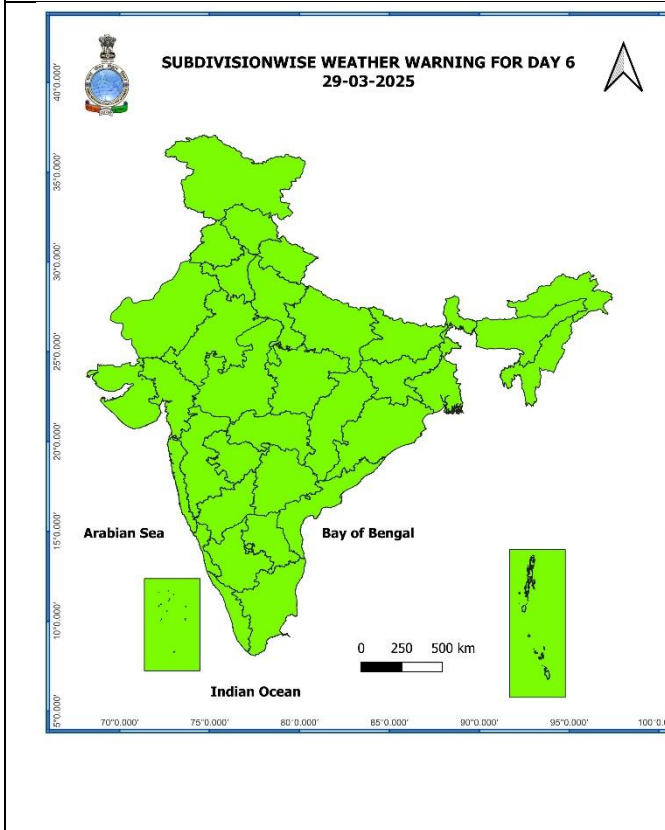 SUBDIVISIONWISE WEATHER WARNING FOR DAY 6
29-03-2025
40°0.000'
35°0.000'
30°0.000'
25°0.000'
20°0.000'
15°0.000'
10°0.000'
5°0.000'
Arabian Sea
Bay of Bengal
0 250 500 km
Indian Ocean
70°0.000' 75°0.000' 80°0.000' 85°0.000' 90°0.000' 95°0.000' 100°0.0